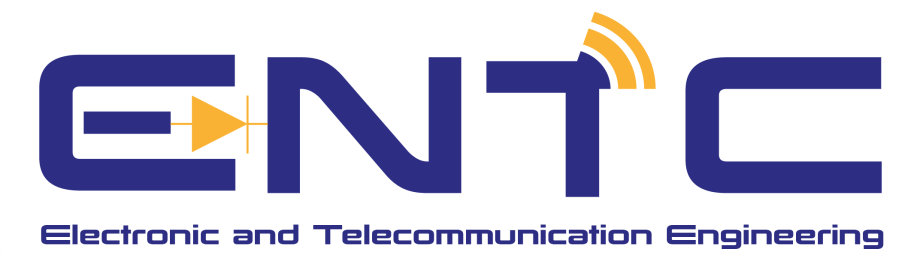 ENTC
Electronic and Telecommunication Engineering